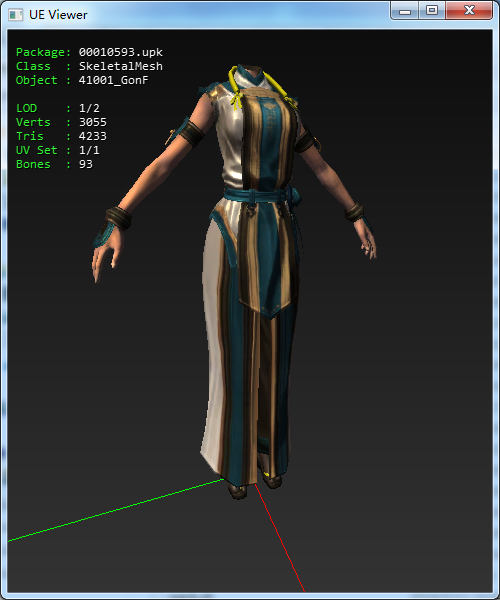 UE Viewer
Package: 00010593.upk
Class : SkeletalMesh
Object : 41001_GonF
LOD : 1/2
Verts : 3055
Tris : 4233
UV Set : 1/1
Bones : 93